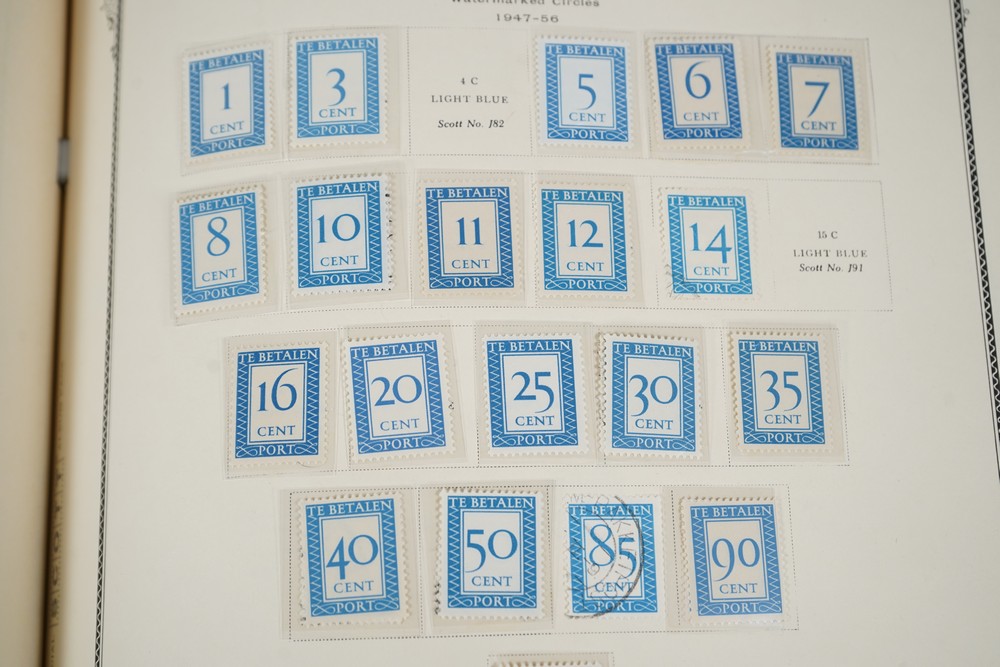 Watermarked Circles
1947-56
TE BETALEN
1
CENT
PORT
TE BETALEN
3
CENT
PORT
4 C
LIGHT BLUE
Scott No. J82
TE BETALEN
5
CENT
PORT
TE BETALEN
6
CENT
PORT
TE BETALEN
7
CENT
PORT
TE BETALEN
8
CENT
PORT
TE BETALEN
10
CENT
PORT
TE BETALEN
11
CENT
PORT
TE BETALEN
12
CENT
PORT
TE BETALEN
14
CENT
PORT
15 C
LIGHT BLUE
Scott No. J91
TE BETALEN
16
CENT
PORT
TE BETALEN
20
CENT
PORT
TE BETALEN
25
CENT
PORT
TE BETALEN
30
CENT
PORT
TE BETALEN
35
CENT
PORT
TE BETALEN
40
CENT
PORT
TE BETALEN
50
CENT
PORT
TE BETALEN
85
CENT
PORT
TE BETALEN
90
CENT
PORT